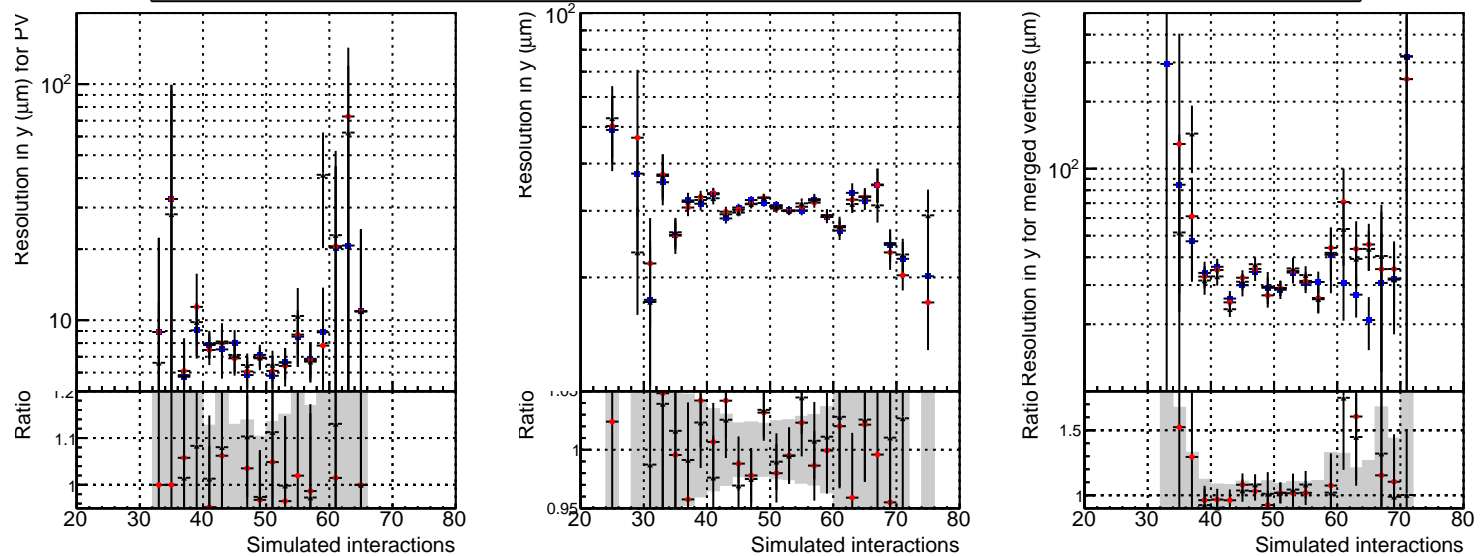 Resolution in y (μm) for PV
10²
10
Ratio
1.2
1.1
1
20 30 40 50 60 70 80
Simulated interactions
Resolution in y (μm)
10²
Ratio
1.05
1
0.95
20 30 40 50 60 70 80
Simulated interactions
Resolution in y for merged vertices (μm)
10²
Ratio
1.5
1
20 30 40 50 60 70 80
Simulated interactions